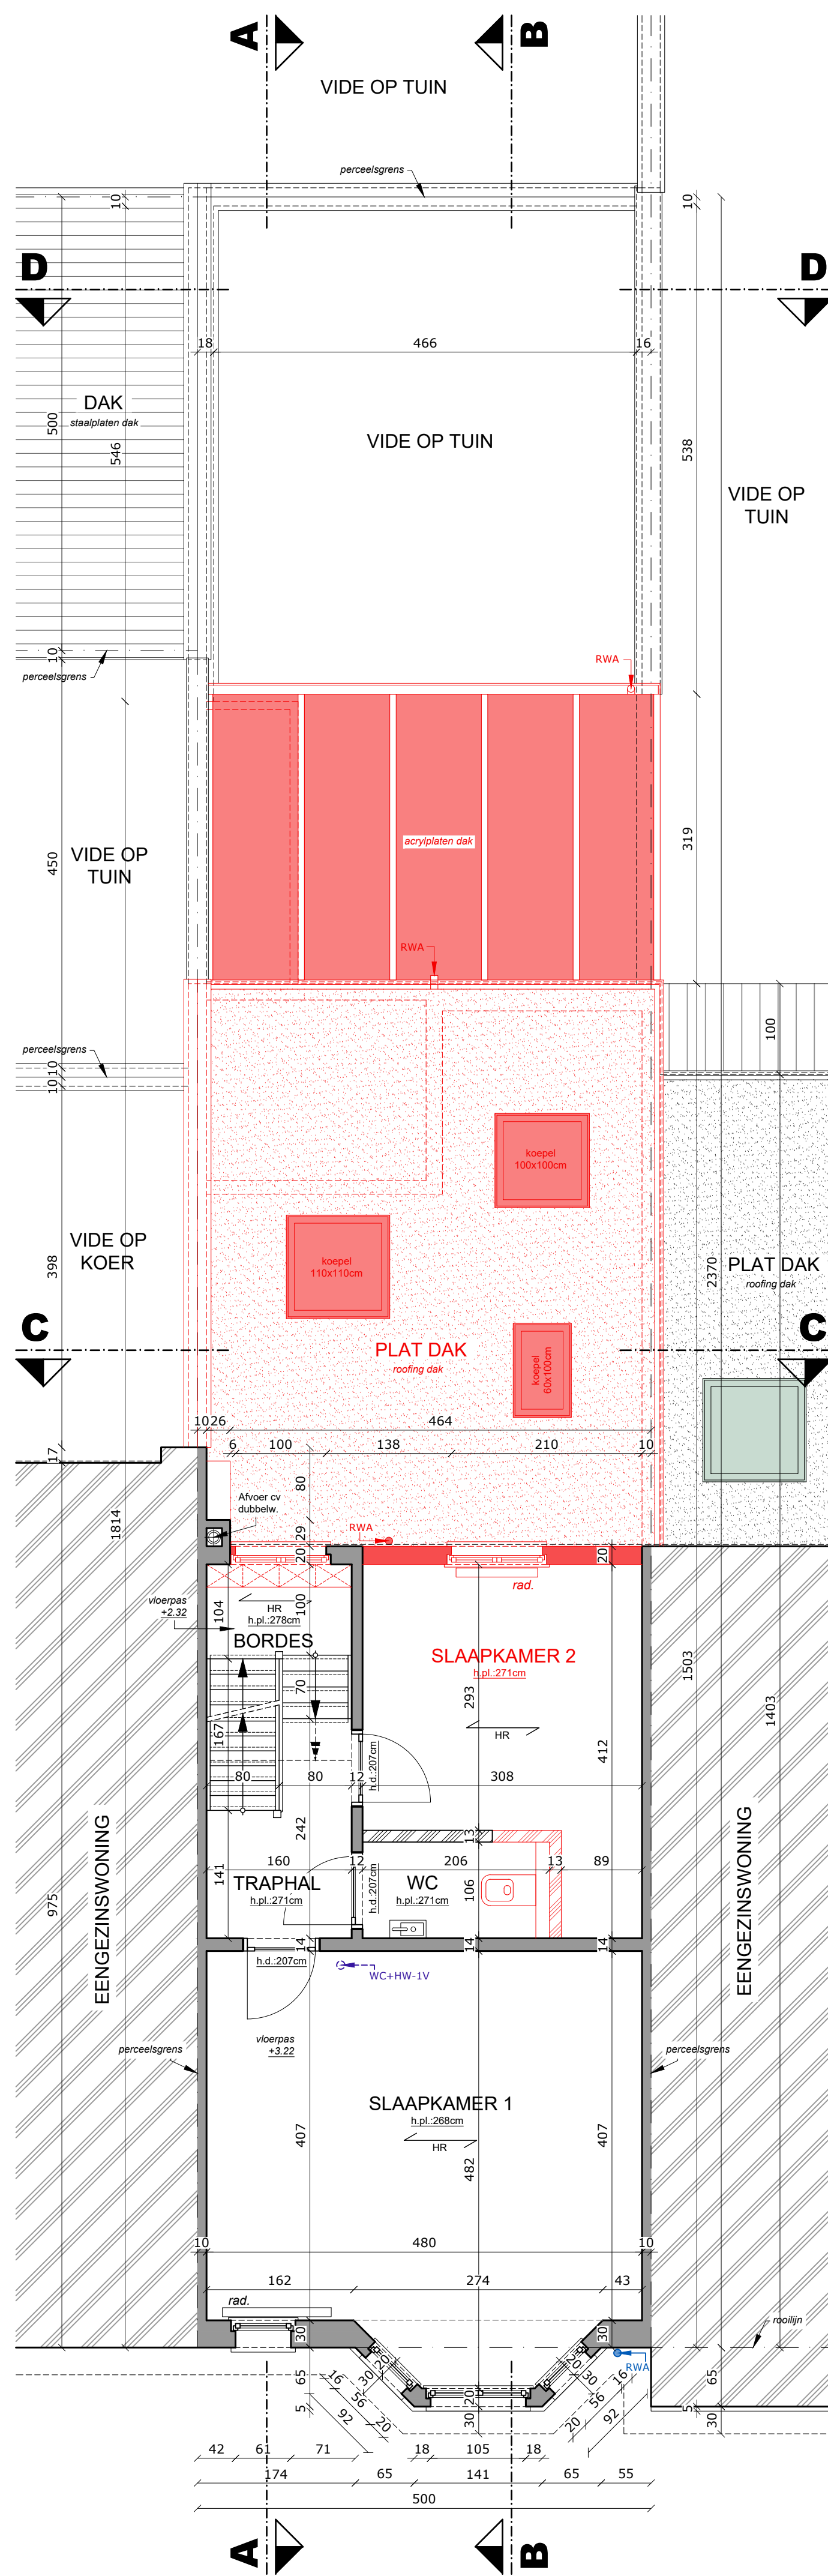 A
B
VIDE OP TUIN
perceelsgrens
10
10
D
D
18
466
16
DAK
staalplaten dak
500
546
VIDE OP TUIN
538
VIDE OP
TUIN
10
perceelsgrens
RWA
450
VIDE OP
TUIN
acrylplaten dak
319
RWA
100
perceelsgrens
10
10
koepel
100x100cm
398
VIDE OP
KOER
koepel
110x110cm
2370
PLAT DAK
roofing dak
C
C
PLAT DAK
roofing dak
koepel
60x100cm
10
26
464
17
6
100
138
210
10
80
1814
Afvoer cv
dubbelw.
RWA
29
20
20
rad.
vloerpas
+2.32
104
HR
h.pl.:278cm
100
BORDES
SLAAPKAMER 2
h.pl.:271cm
293
1503
1403
70
167
HR
412
h.d.:207cm
80
80
12
308
242
13
EENGEZINSWONING
EENGEZINSWONING
975
141
160
12
206
13
89
TRAPHAL
h.pl.:271cm
h.d.:207cm
WC
h.pl.:271cm
106
14
14
14
h.d.:207cm
WC+HW-1V
vloerpas
+3.22
perceelsgrens
perceelsgrens
SLAAPKAMER 1
h.pl.:268cm
HR
407
482
407
10
480
10
162
274
43
rad.
30
30
rooilijn
RWA
65
5
16
56
92
20
30
20
20
30
20
30
16
56
92
20
5
65
30
42
61
71
18
105
18
174
65
141
65
55
500
A
B